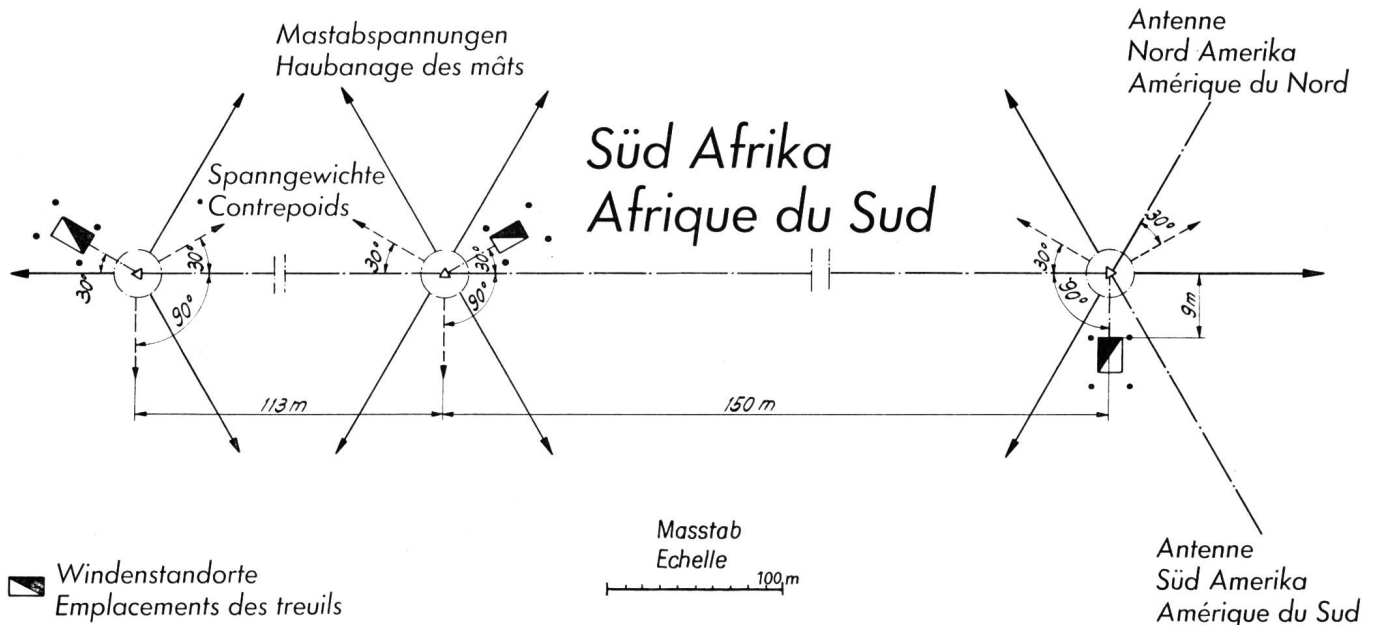 Mastabspannungen
Haubanage des mâts
Antenne
Nord Amerika
Amérique du Nord
Süd Afrika
Afrique du Sud
Spanngewichte
Contrepoids
30°
30°
90°
30°
30°
90°
30°
90°
30°
9m
113 m
150 m
Masstab
Echelle
100 m
Windenstandorte
Emplacements des treuils
Antenne
Süd Amerika
Amérique du Sud